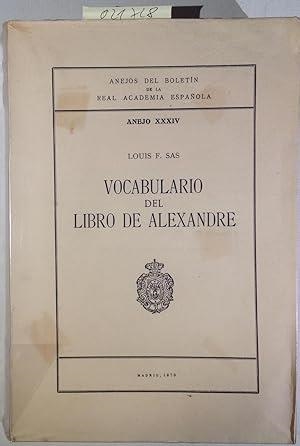 ANEJOS DEL BOLETÍN
DE LA
REAL ACADEMIA ESPAÑOLA
ANEJO XXXIV
LOUIS F. SAS
VOCABULARIO
DEL
LIBRO DE ALEXANDRE
MADRID, 1976